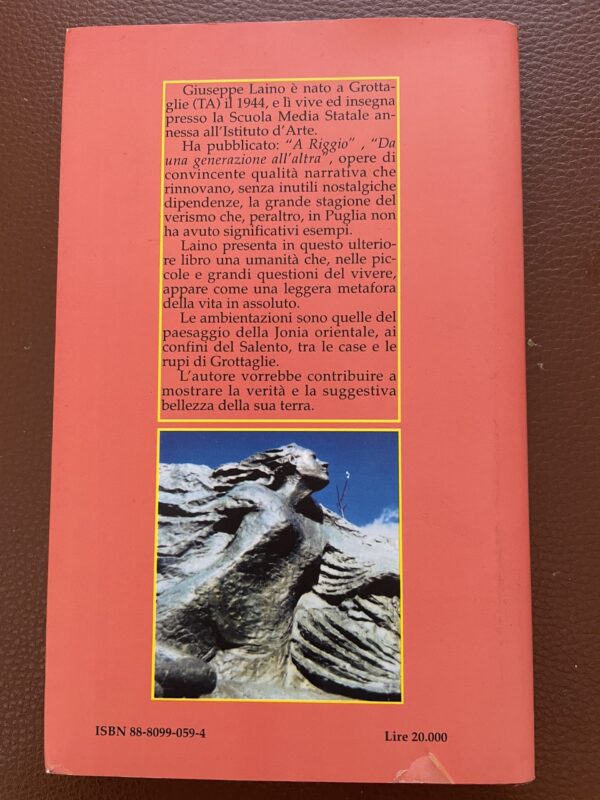 Giuseppe Laino è nato a Grotta-
glie (TA) il 1944, e lì vive ed insegna
presso la Scuola Media Statale an-
nessa all'Istituto d'Arte.
Ha pubblicato: "A Riggio" , "Da
una generazione all'altra", opere di
convincente qualità narrativa che
rinnovano, senza inutili nostalgiche
dipendenze, la grande stagione del
verismo che, peraltro, in Puglia non
ha avuto significativi esempi.
Laino presenta in questo ulterio-
re libro una umanità che, nelle pic-
cole e grandi questioni del vivere,
appare come una leggera metafora
della vita in assoluto.
Le ambientazioni sono quelle del
paesaggio della Jonia orientale, ai
confini del Salento, tra le case e le
rupi di Grottaglie.
L'autore vorrebbe contribuire a
mostrare la verità e la suggestiva
bellezza della sua terra.
ISBN 88-8099-059-4
Lire 20.000